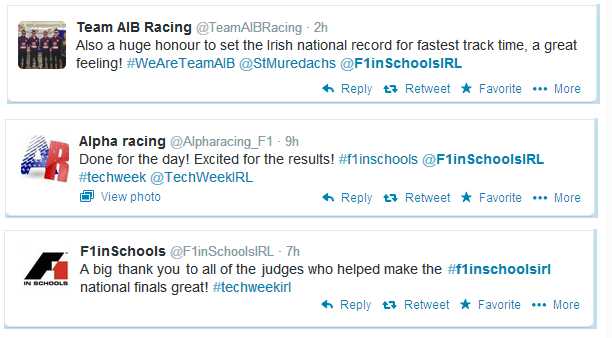 Team AIB Racing @TeamAIBRacing · 2h
Also a huge honour to set the Irish national record for fastest track time, a great
feeling! #WeAreTeamAIB @StMuredachs @F1inSchoolsIRL
Reply Retweet Favorite More
Alpha racing @Alpharacing_F1 · 9h
Done for the day! Excited for the results! #f1inschools @F1inSchoolsIRL
#techweek @TechWeekIRL
View photo Reply Retweet Favorite More
F1inSchools @F1inSchoolsIRL · 7h
A big thank you to all of the judges who helped make the #f1inschoolsirl
national finals great! #techweekirl
IN SCHOOLS
Reply Retweet Favorite More